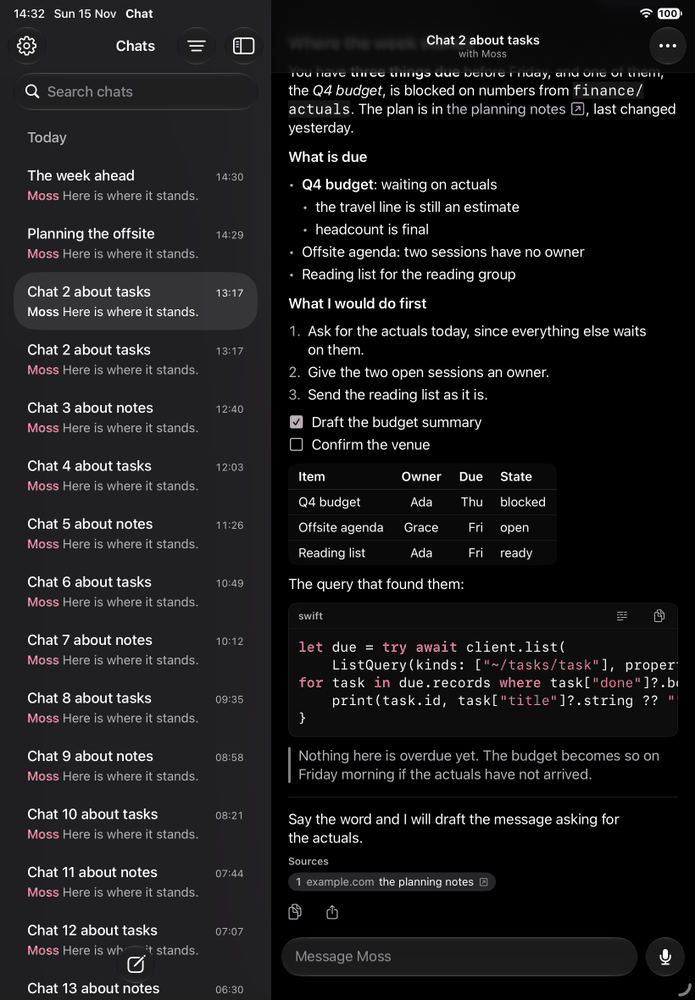 14:32 Sun 15 Nov Chat
100
Chats
Search chats
Today
The week ahead 14:30
Moss Here is where it stands.
Planning the offsite 14:29
Moss Here is where it stands.
Chat 2 about tasks 13:17
Moss Here is where it stands.
Chat 2 about tasks 13:17
Moss Here is where it stands.
Chat 3 about notes 12:40
Moss Here is where it stands.
Chat 4 about tasks 12:03
Moss Here is where it stands.
Chat 5 about notes 11:26
Moss Here is where it stands.
Chat 6 about tasks 10:49
Moss Here is where it stands.
Chat 7 about notes 10:12
Moss Here is where it stands.
Chat 8 about tasks 09:35
Moss Here is where it stands.
Chat 9 about notes 08:58
Moss Here is where it stands.
Chat 10 about tasks 08:21
Moss Here is where it stands.
Chat 11 about notes 07:44
Moss Here is where it stands.
Chat 12 about tasks 07:07
Moss Here is where it stands.
Chat 13 about notes 06:30
Chat 2 about tasks
with Moss
You have three things due before Friday, and one of them,
the Q4 budget, is blocked on numbers from finance/
actuals. The plan is in the planning notes, last changed
yesterday.
What is due
• Q4 budget: waiting on actuals
• the travel line is still an estimate
• headcount is final
• Offsite agenda: two sessions have no owner
• Reading list for the reading group
What I would do first
1. Ask for the actuals today, since everything else waits
on them.
2. Give the two open sessions an owner.
3. Send the reading list as it is.
Draft the budget summary
Confirm the venue
Item Owner Due State
Q4 budget Ada Thu blocked
Offsite agenda Grace Fri open
Reading list Ada Fri ready
The query that found them:
swift
let due = try await client.list(
ListQuery(kinds: ["~/tasks/task"], proper
for task in due.records where task["done"]?.bo
print(task.id, task["title"]?.string ?? "
}
Nothing here is overdue yet. The budget becomes so on
Friday morning if the actuals have not arrived.
Say the word and I will draft the message asking for
the actuals.
Sources
1 example.com the planning notes
Message Moss